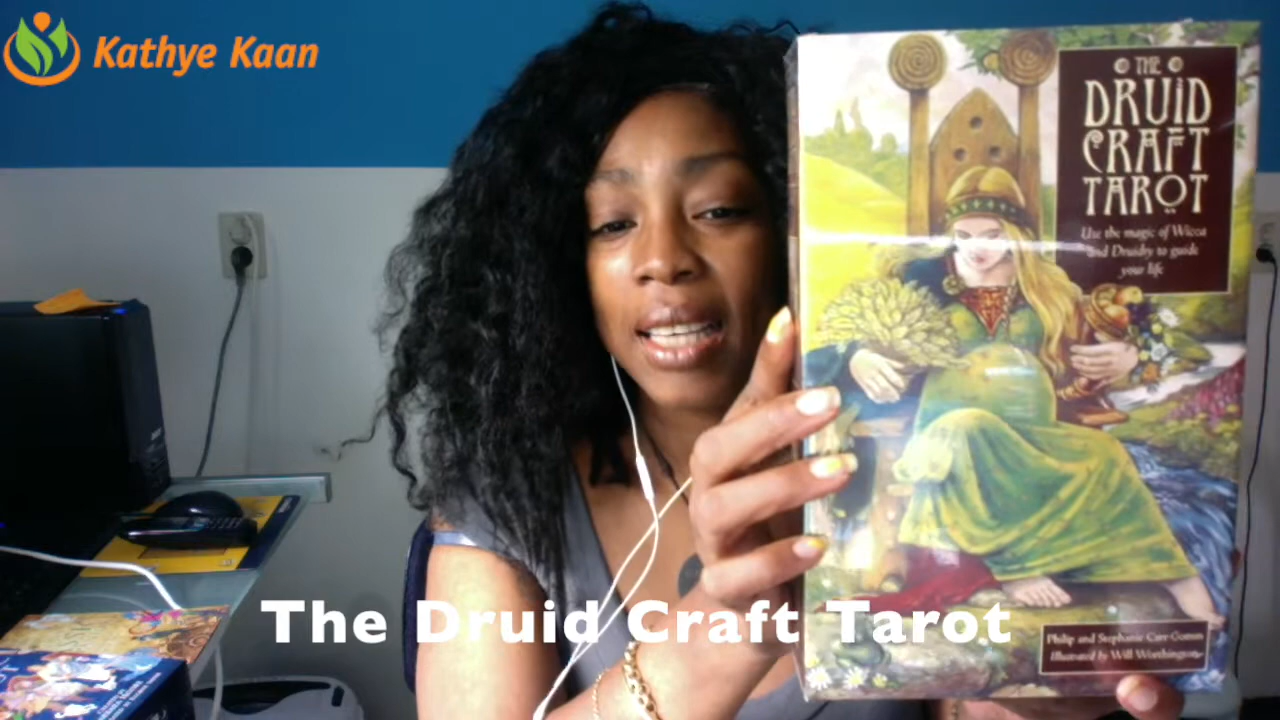 Kathye Kaan
THE
DRUID
CRAFT
TAROT
Use the magic of Wicca
and Druidry to guide
your life
The Druid Craft Tarot
Philip and Stephanie Carr-Gomm
Illustrated by Will Worthington